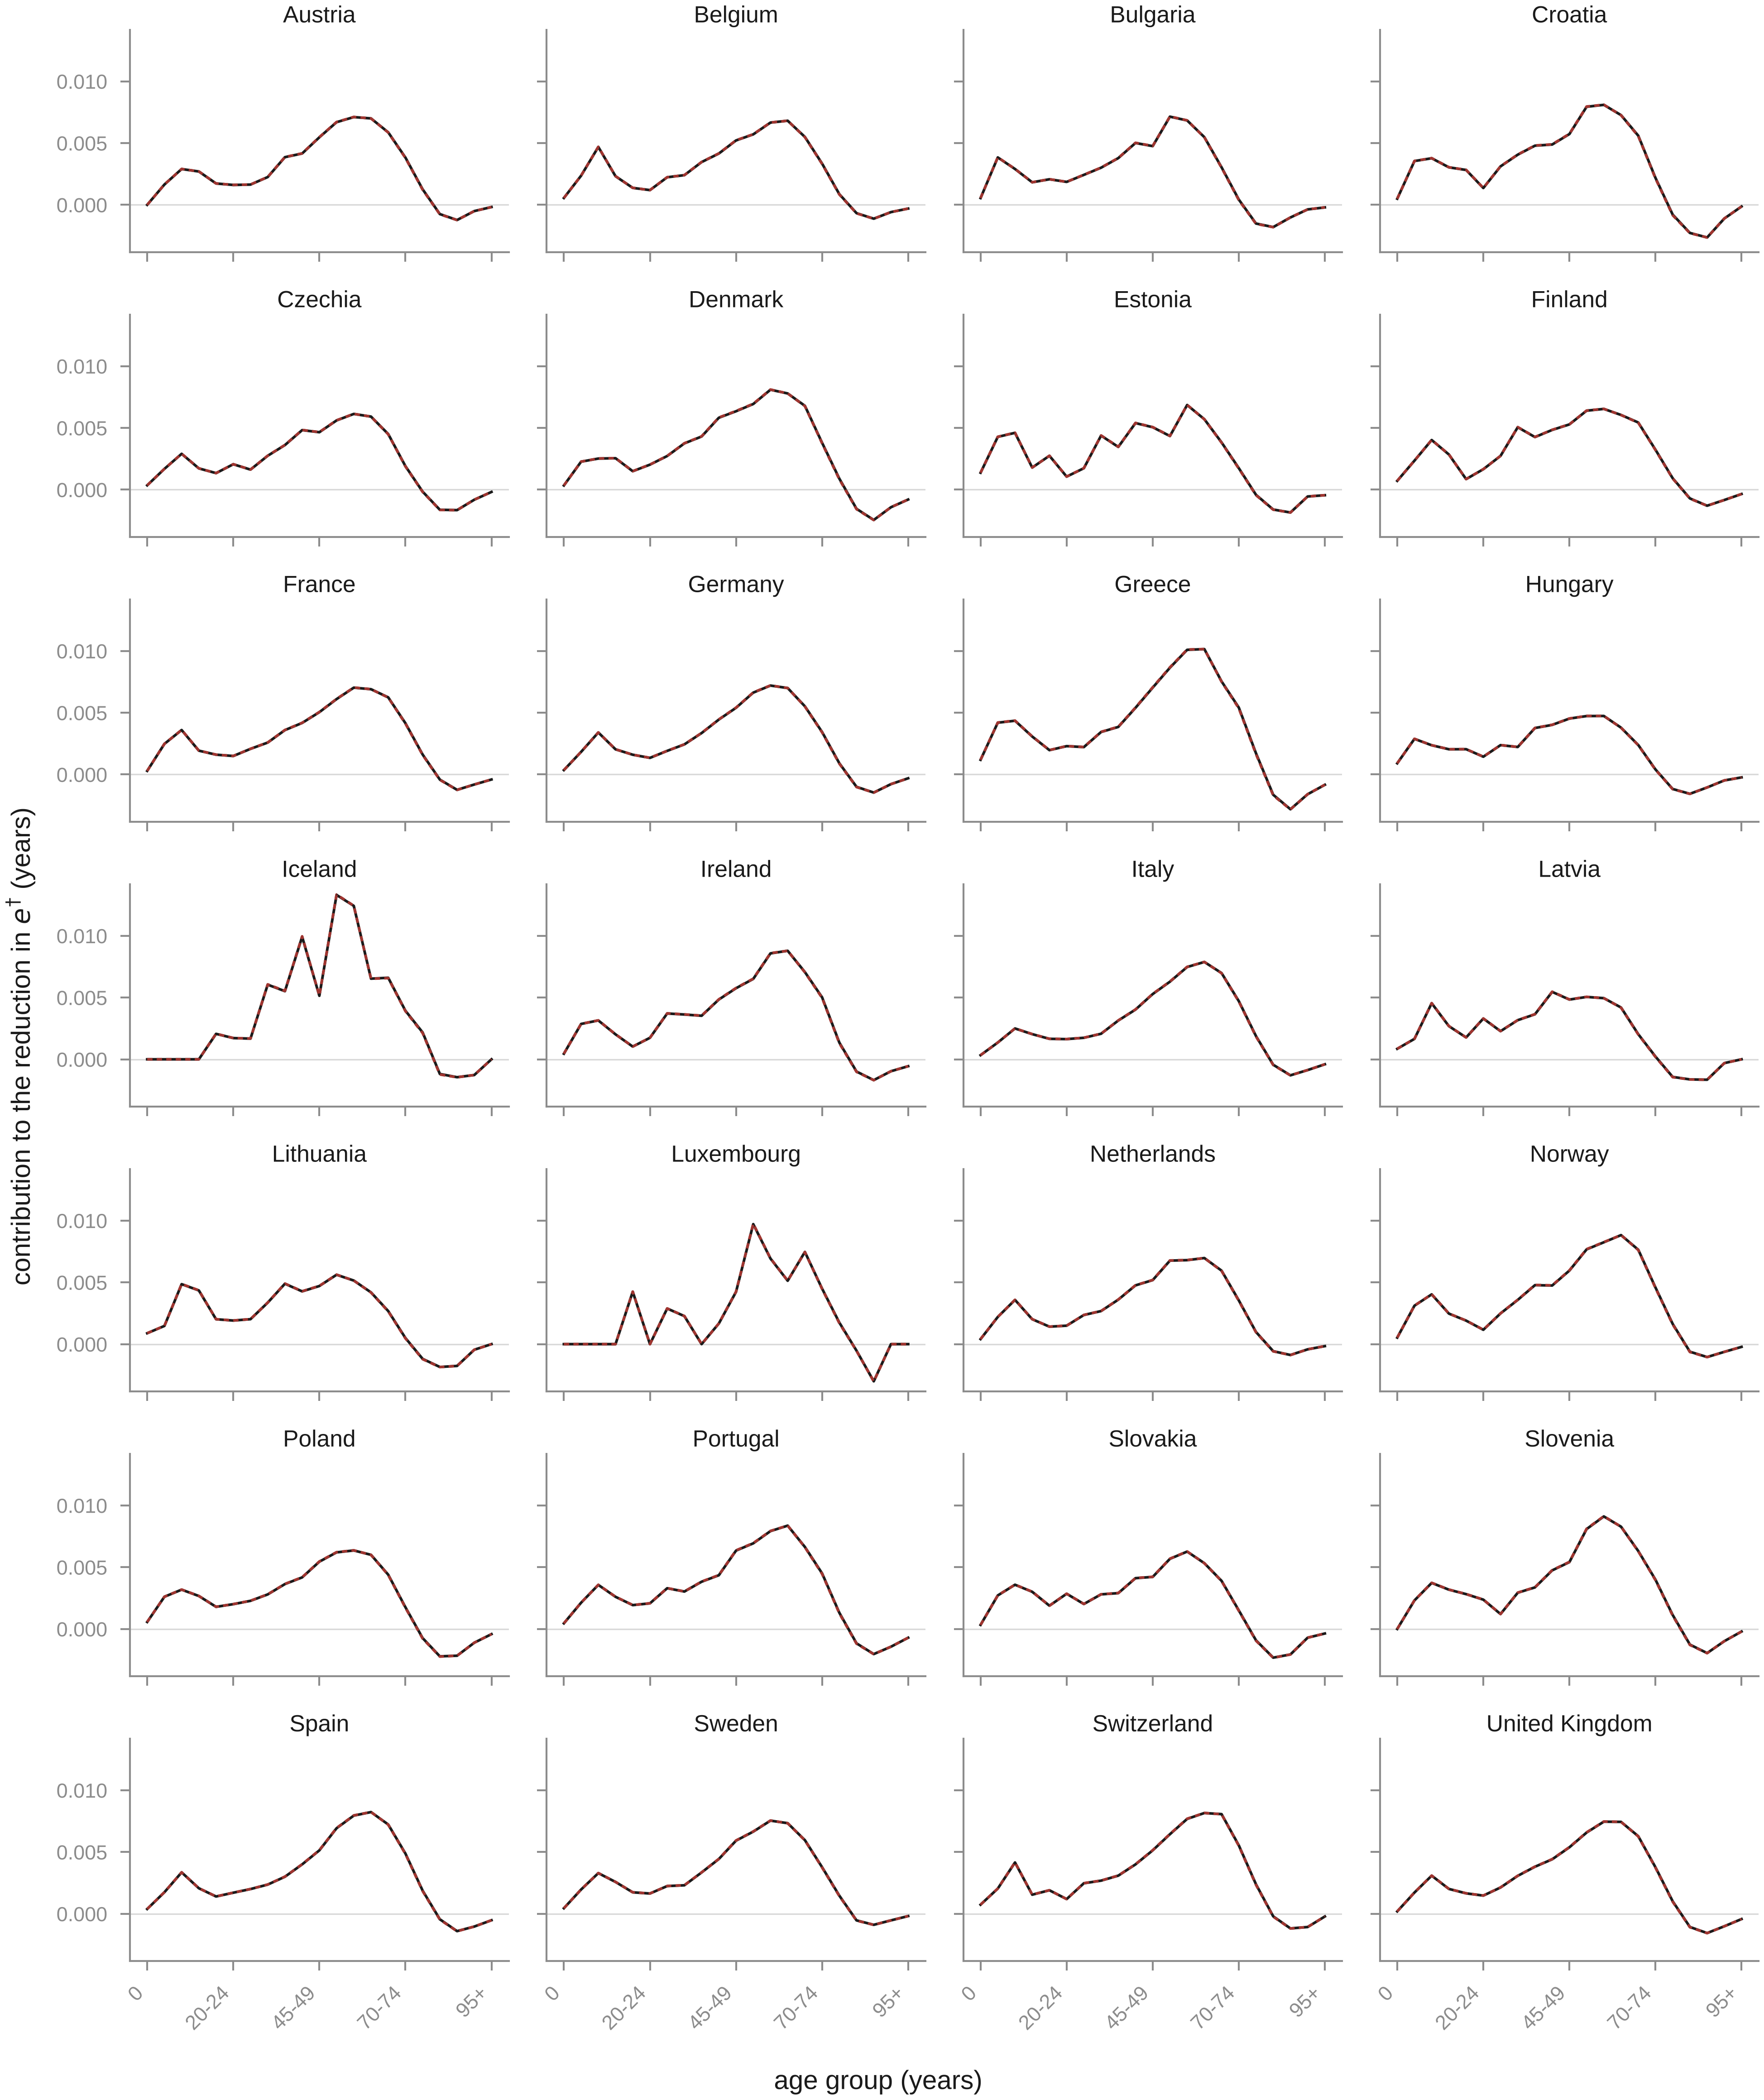 Austria
Belgium
Bulgaria
Croatia
0.010
0.005
0.000
Czechia
Denmark
Estonia
Finland
0.010
0.005
0.000
France
Germany
Greece
Hungary
0.010
0.005
0.000
Iceland
Ireland
Italy
Latvia
0.010
0.005
0.000
Lithuania
Luxembourg
Netherlands
Norway
0.010
0.005
0.000
Poland
Portugal
Slovakia
Slovenia
0.010
0.005
0.000
Spain
Sweden
Switzerland
United Kingdom
0.010
0.005
0.000
0
20-24
45-49
70-74
95+
0
20-24
45-49
70-74
95+
0
20-24
45-49
70-74
95+
0
20-24
45-49
70-74
95+
age group (years)
contribution to the reduction in e† (years)